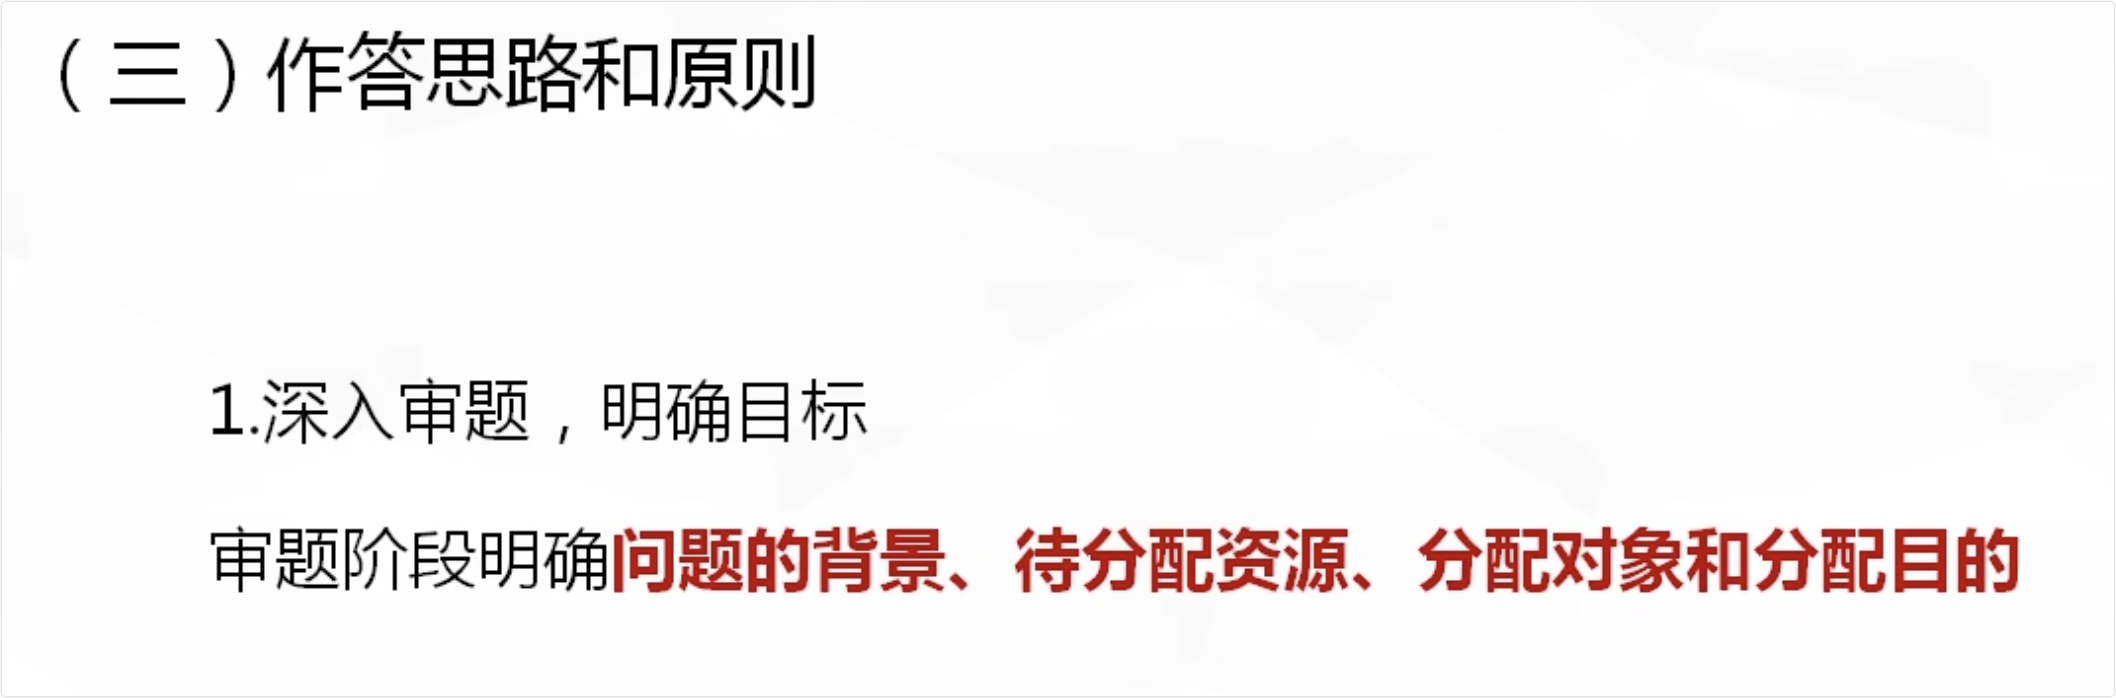 （三）作答思路和原则
1.深入审题，明确目标
审题阶段明确问题的背景、待分配资源、分配对象和分配目的